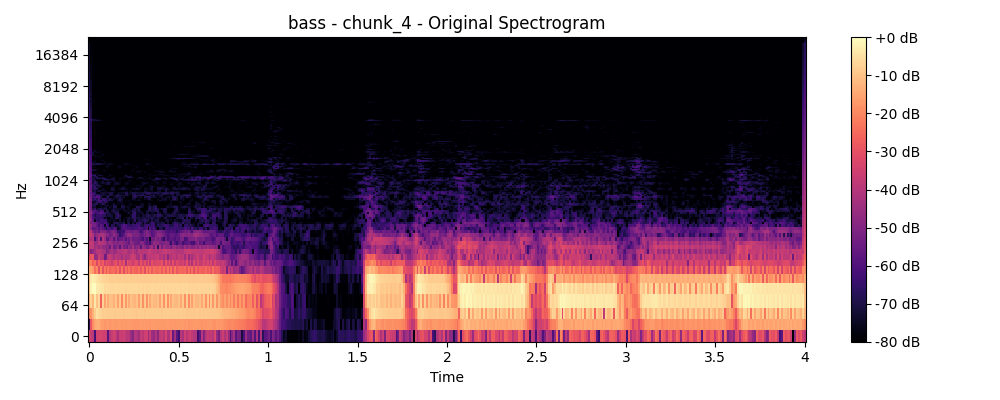 bass - chunk_4 - Original Spectrogram
Hz
16384
8192
4096
2048
1024
512
256
128
64
0
0 0.5 1 1.5 2 2.5 3 3.5 4
Time
+0 dB
-10 dB
-20 dB
-30 dB
-40 dB
-50 dB
-60 dB
-70 dB
-80 dB